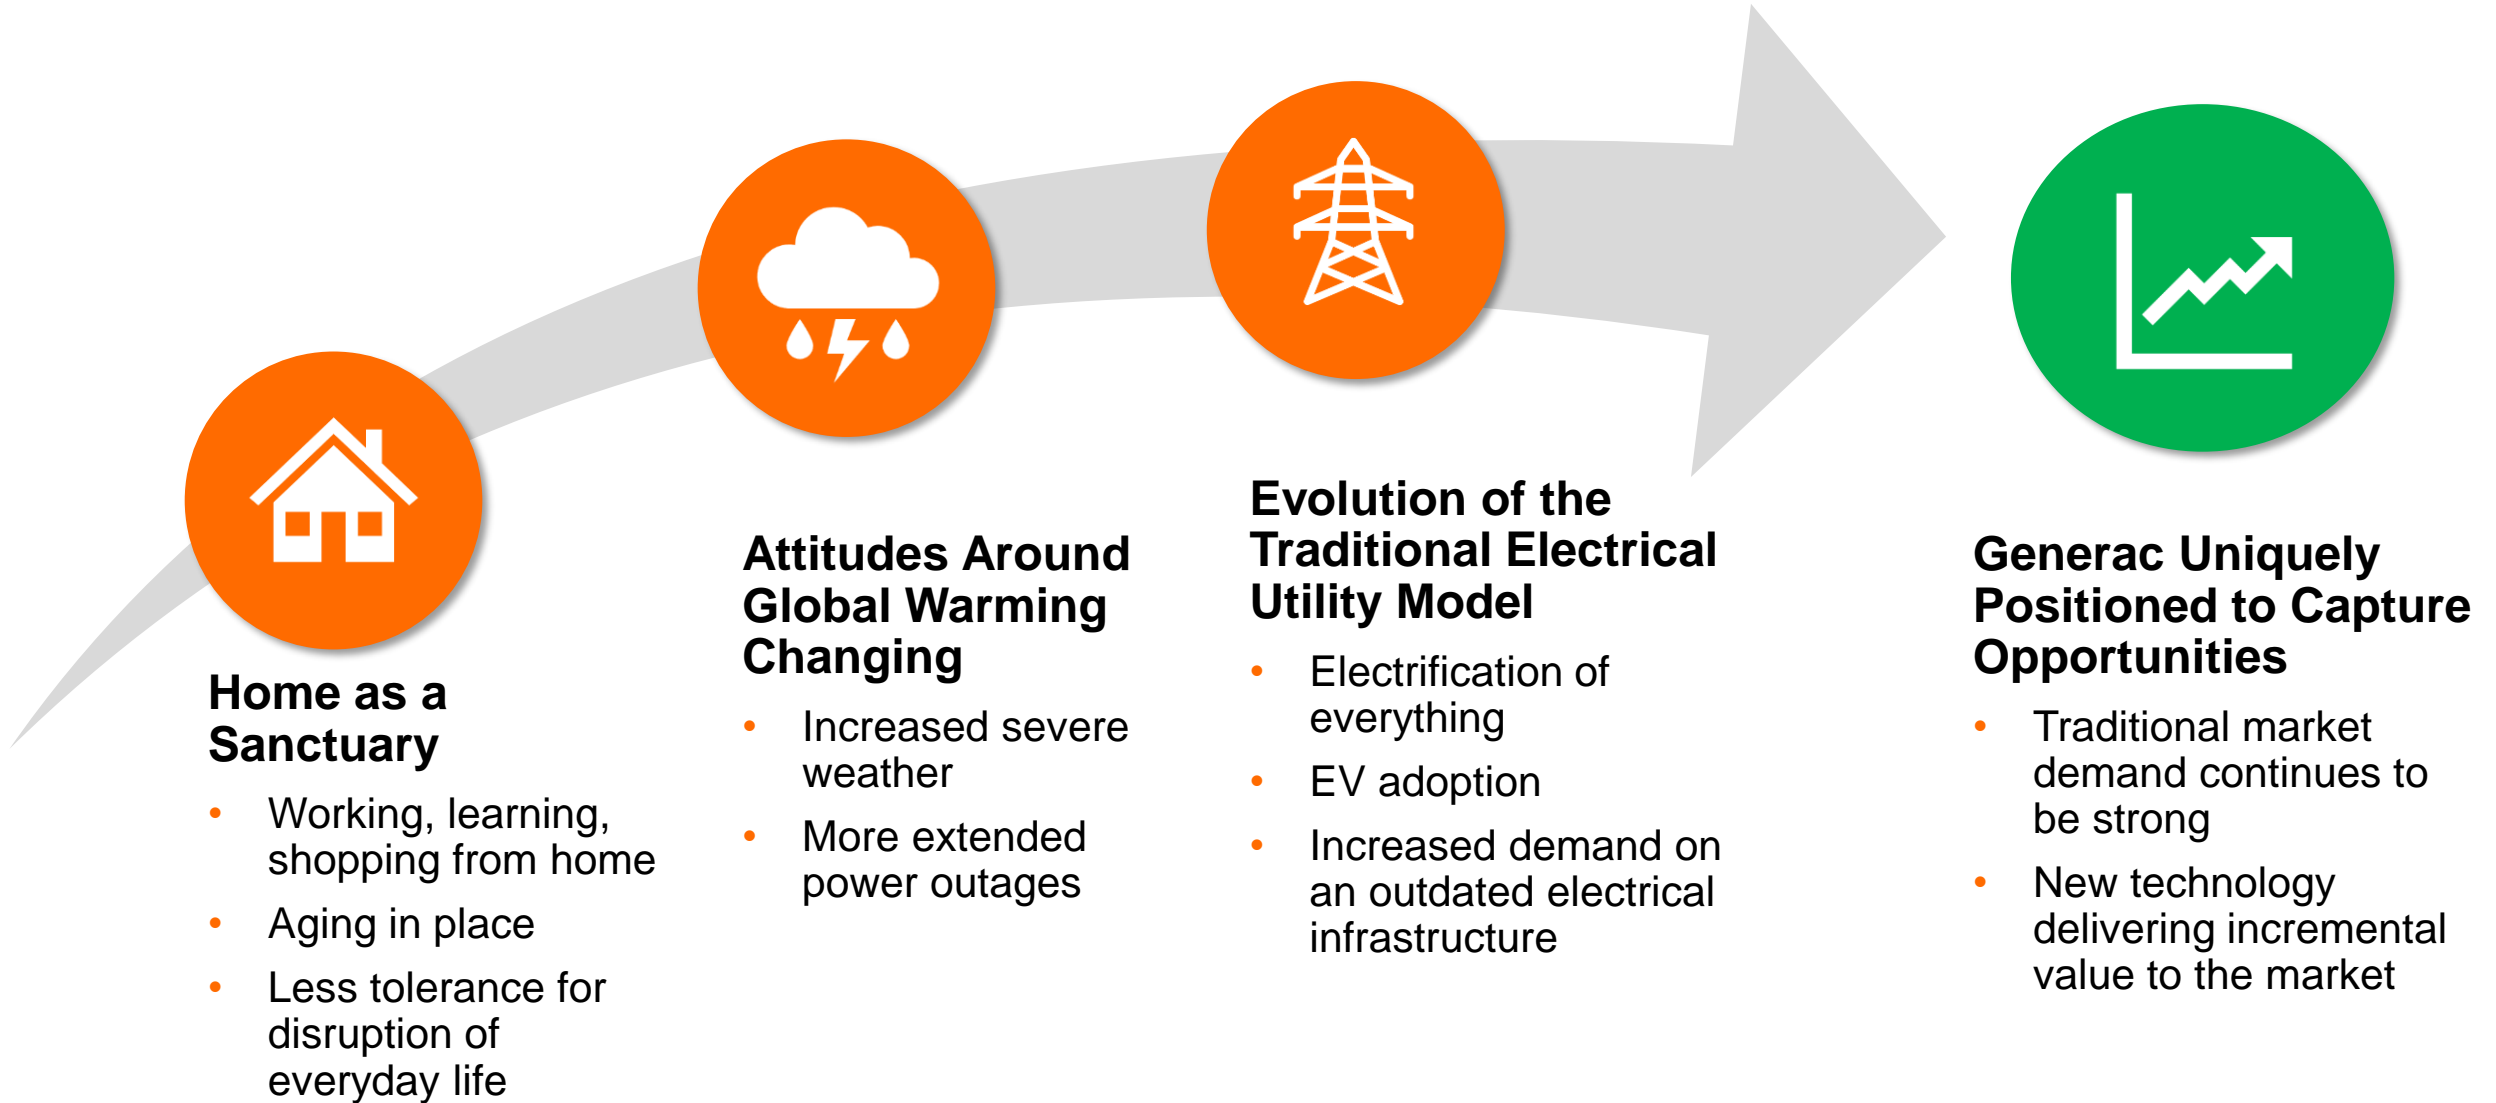 Home as a
Sanctuary
• Working, learning,
shopping from home
• Aging in place
• Less tolerance for
disruption of
everyday life
Attitudes Around
Global Warming
Changing
• Increased severe
weather
• More extended
power outages
Evolution of the
Traditional Electrical
Utility Model
• Electrification of
everything
• EV adoption
• Increased demand on
an outdated electrical
infrastructure
Generac Uniquely
Positioned to Capture
Opportunities
• Traditional market
demand continues to
be strong
• New technology
delivering incremental
value to the market